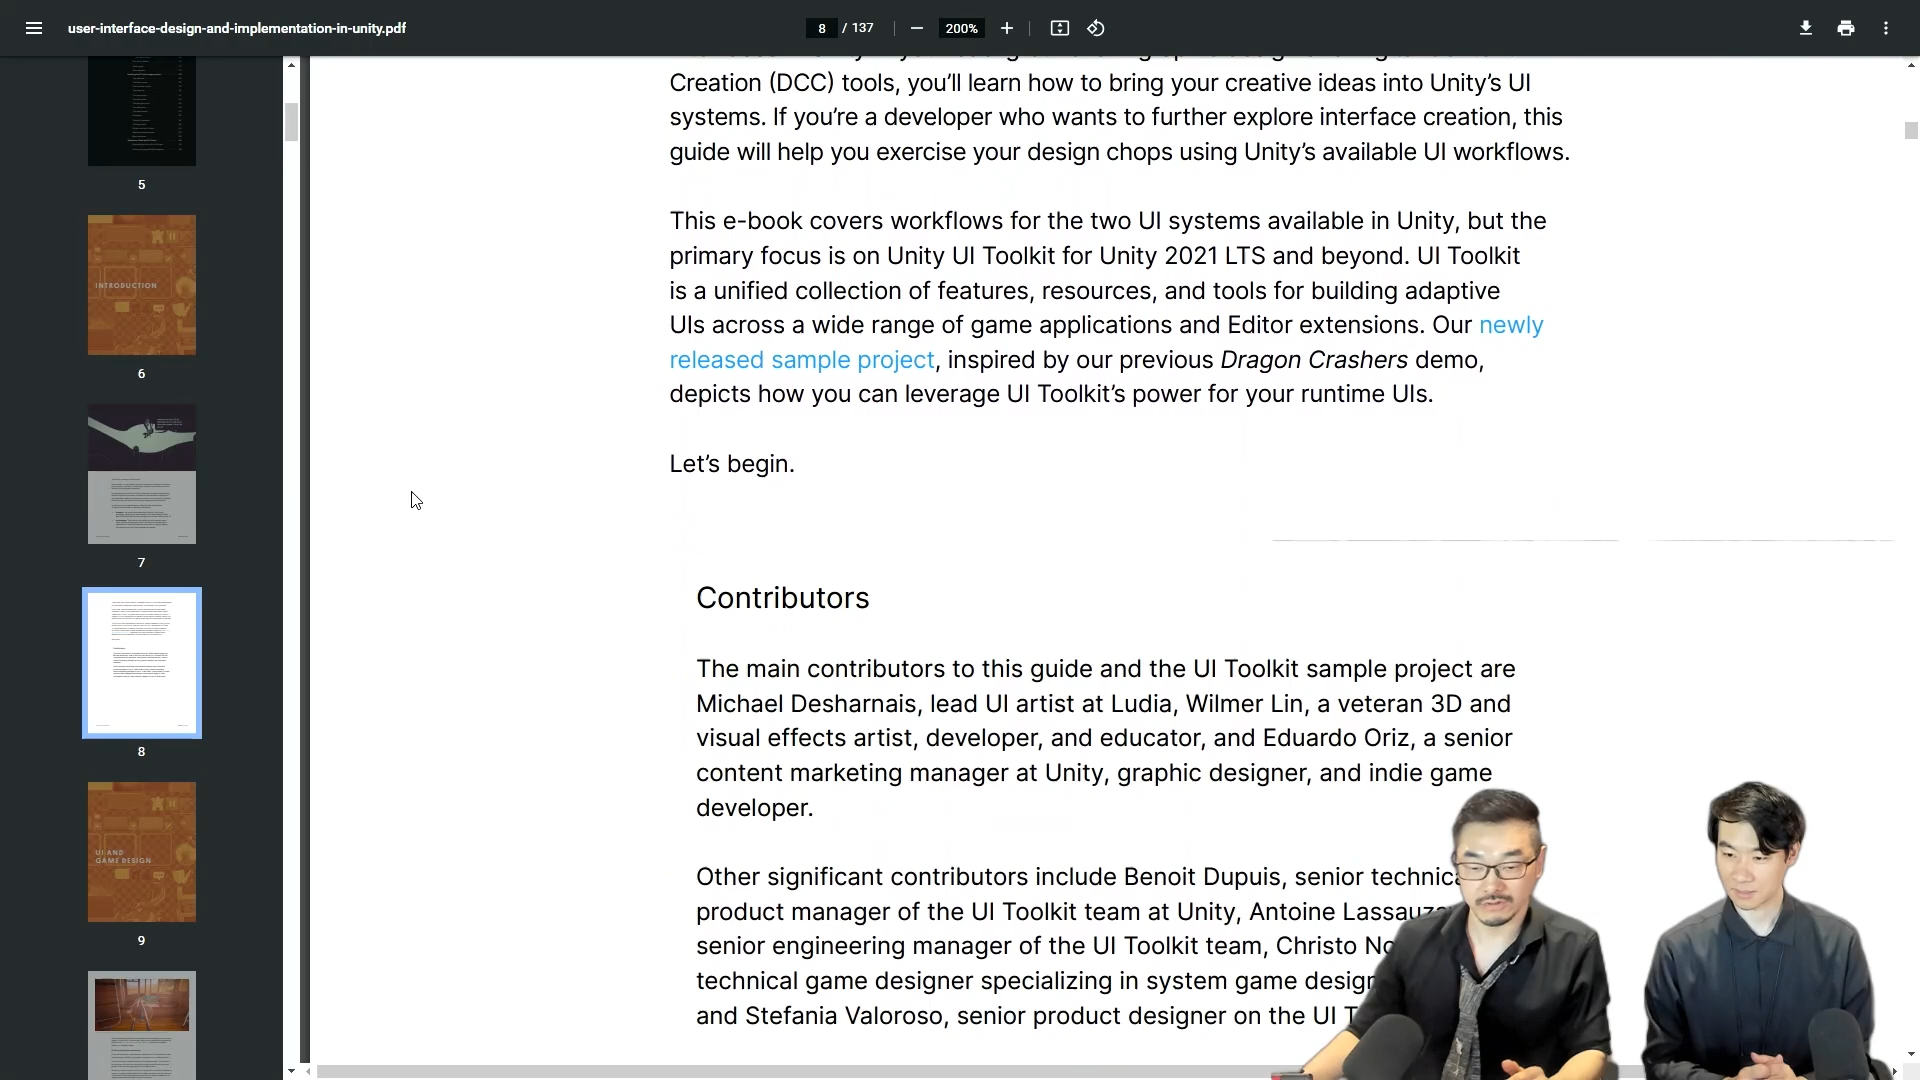 user-interface-design-and-implementation-in-unity.pdf
8 / 137
200%
5
INTRODUCTION
6
7
8
UI AND
GAME DESIGN
9
Creation (DCC) tools, you’ll learn how to bring your creative ideas into Unity’s UI
systems. If you’re a developer who wants to further explore interface creation, this
guide will help you exercise your design chops using Unity’s available UI workflows.
This e-book covers workflows for the two UI systems available in Unity, but the
primary focus is on Unity UI Toolkit for Unity 2021 LTS and beyond. UI Toolkit
is a unified collection of features, resources, and tools for building adaptive
UIs across a wide range of game applications and Editor extensions. Our newly
released sample project, inspired by our previous Dragon Crashers demo,
depicts how you can leverage UI Toolkit’s power for your runtime UIs.
Let’s begin.
Contributors
The main contributors to this guide and the UI Toolkit sample project are
Michael Desharnais, lead UI artist at Ludia, Wilmer Lin, a veteran 3D and
visual effects artist, developer, and educator, and Eduardo Oriz, a senior
content marketing manager at Unity, graphic designer, and indie game
developer.
Other significant contributors include Benoit Dupuis, senior
product manager of the UI Toolkit team at Unity, Antoine
senior engineering manager of the UI Toolkit team, Christo
technical game designer specializing in system game
and Stefania Valoroso, senior product designer on the UI